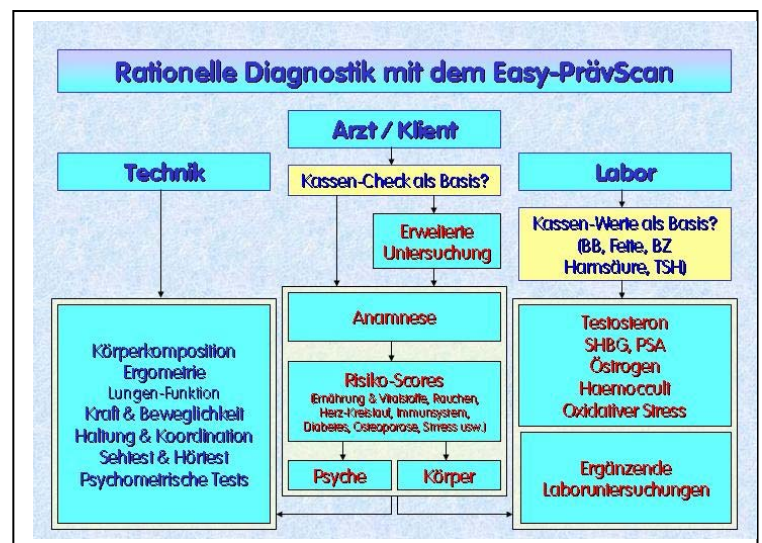 Rationelle Diagnostik mit dem Easy-PrävScan
Arzt / Klient
Technik
Kassen-Check als Basis?
Labor
Erweiterte
Untersuchung
Kassen-Werte als Basis?
(BB, Fette, BZ
Harnsäure, TSH)
Körperkomposition
Ergometrie
Lungen-Funktion
Kraft & Beweglichkeit
Haltung & Koordination
Sehtest & Hörtest
Psychometrische Tests
Anamnese
Risiko-Scores
(Ernährung & Vitalstoffe, Rauchen,
Herz-Kreislauf, Immunsystem,
Diabetes, Osteoporose, Strress usw.)
Psyche
Körper
Testosteron
SHBG, PSA
Östrogen
Haemoccult
Oxidativer Stress
Ergänzende
Laboruntersuchungen